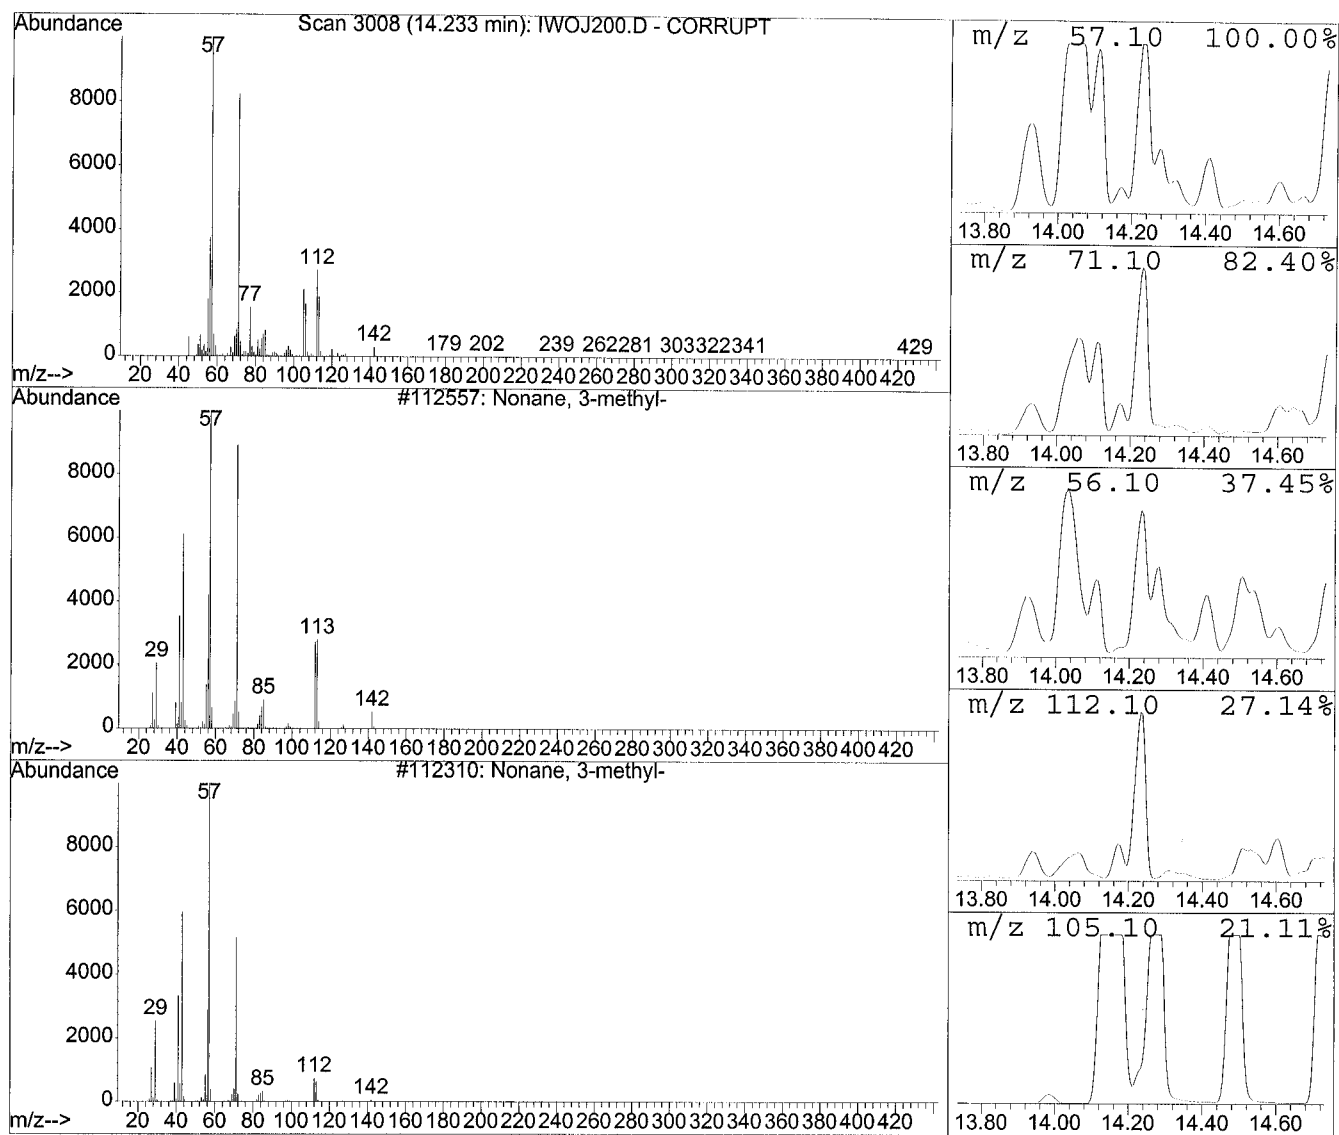 Abundance
Scan 3008 (14.233 min): IWOJ200.D - CORRUPT
57
8000
6000
4000
112
2000
77
142
179 202 239 262281 303322341 429
0
m/z--> 20 40 60 80 100 120 140 160 180 200 220 240 260 280 300 320 340 360 380 400 420
Abundance
#112557: Nonane, 3-methyl-
57
8000
6000
4000
113
29
2000
85
142
0
m/z--> 20 40 60 80 100 120 140 160 180 200 220 240 260 280 300 320 340 360 380 400 420
Abundance
#112310: Nonane, 3-methyl-
57
8000
6000
4000
29
2000
112
85
142
0
m/z--> 20 40 60 80 100 120 140 160 180 200 220 240 260 280 300 320 340 360 380 400 420
m/z 57.10 100.00%
13.80 14.00 14.20 14.40 14.60
m/z 71.10 82.40%
13.80 14.00 14.20 14.40 14.60
m/z 56.10 37.45%
13.80 14.00 14.20 14.40 14.60
m/z 112.10 27.14%
13.80 14.00 14.20 14.40 14.60
m/z 105.10 21.11%
13.80 14.00 14.20 14.40 14.60